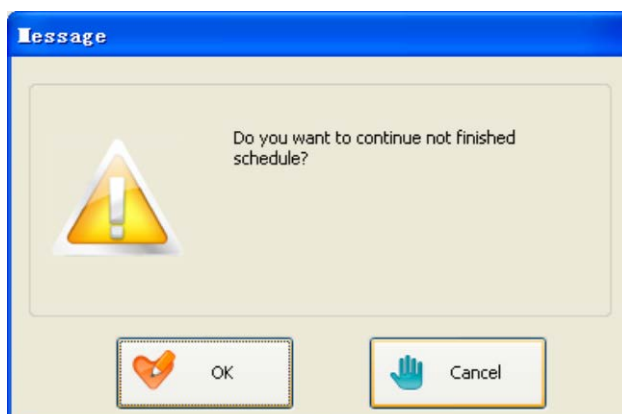 Message
Do you want to continue not finished
schedule?
OK
Cancel